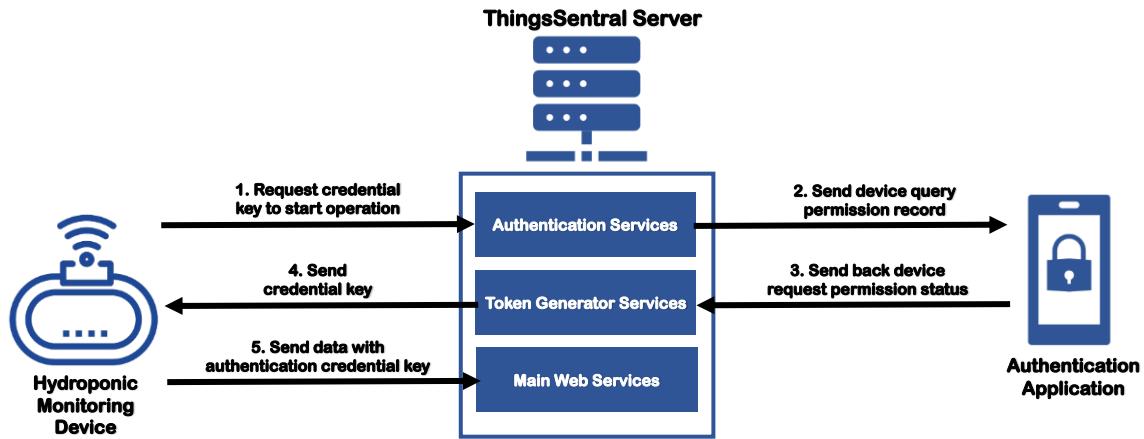 ThingsSentral Server
1. Request credential
key to start operation
Authentication Services
2. Send device query
permission record
4. Send
credential key
Token Generator Services
3. Send back device
request permission status
5. Send data with
authentication credential key
Main Web Services
Hydroponic
Monitoring
Device
Authentication
Application